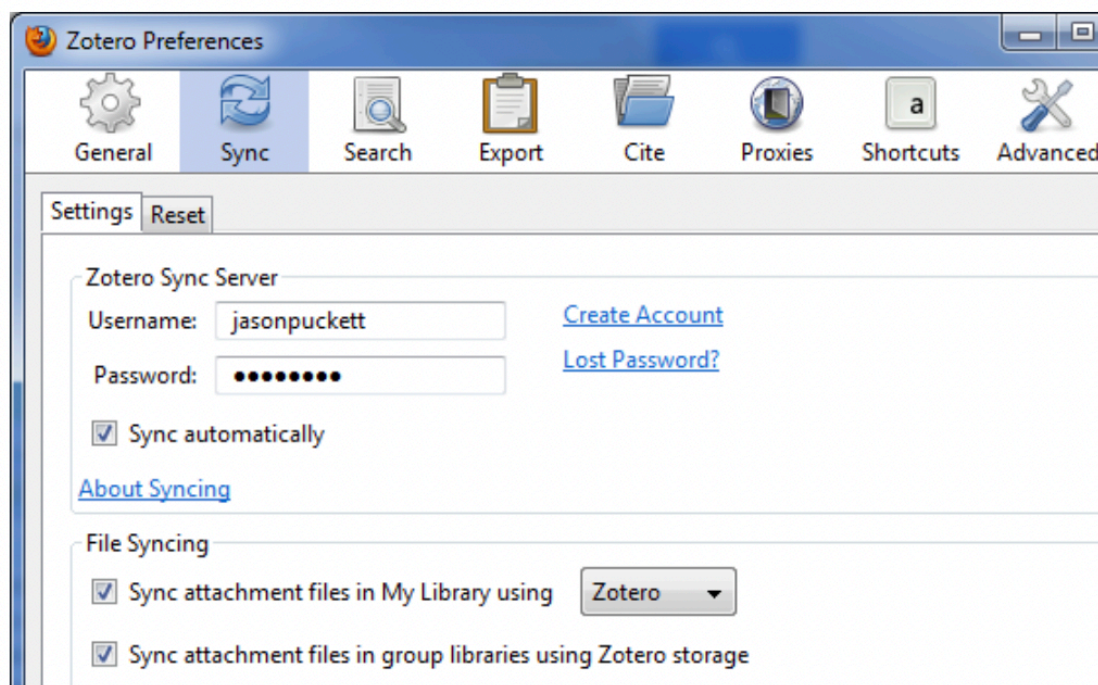 Zotero Preferences
General Sync Search Export Cite Proxies Shortcuts Advanced
Settings Reset
Zotero Sync Server
Username: jasonpuckett Create Account
Password: ●●●●●●●● Lost Password?
Sync automatically
About Syncing
File Syncing
Sync attachment files in My Library using Zotero
Sync attachment files in group libraries using Zotero storage
a